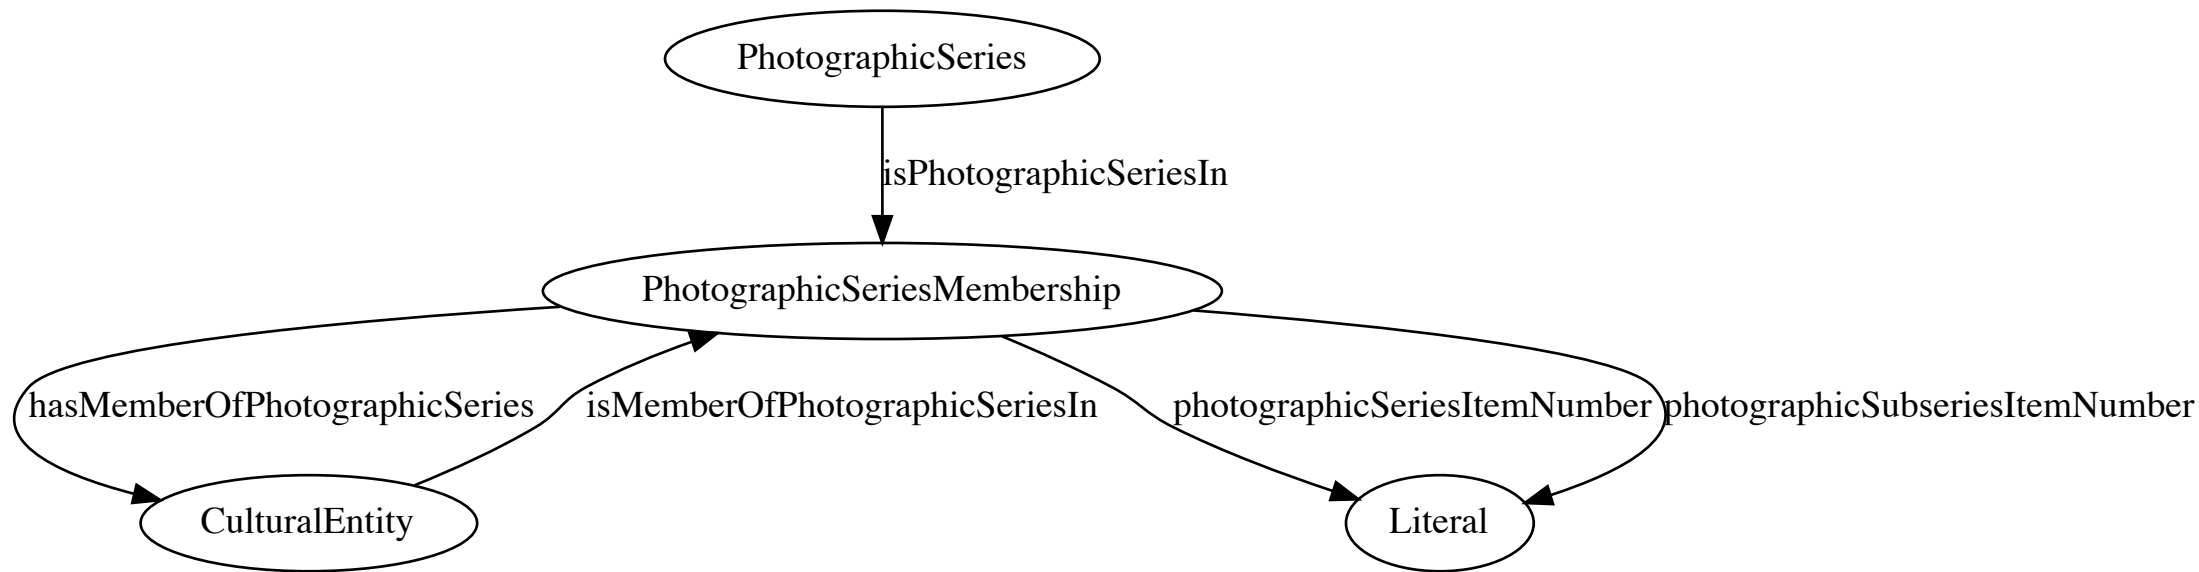 PhotographicSeries
isPhotographicSeriesIn
PhotographicSeriesMembership
hasMemberOfPhotographicSeries
isMemberOfPhotographicSeriesIn
photographicSeriesItemNumber
photographicSubseriesItemNumber
CulturalEntity
Literal